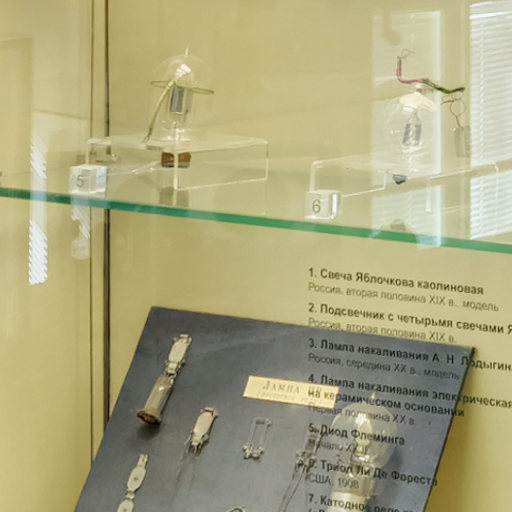 5
6
1. Свеча Яблочкова каолиновая
Россия, вторая половина XIX в., модель
2. Подсвечник с четырьмя свечами Я
Россия, вторая половина XIX в.
3. Лампа накаливания А. Н. Лодыгин
Россия, середина XX в., модель
4. Лампа накаливания электрическая
на керамическом основании
Первая половина XX в.
5. Диод Флеминга
Начало XX в.
6. Триод Ли Де Фореста
США, 1908
7. Катодное реле
Лампа